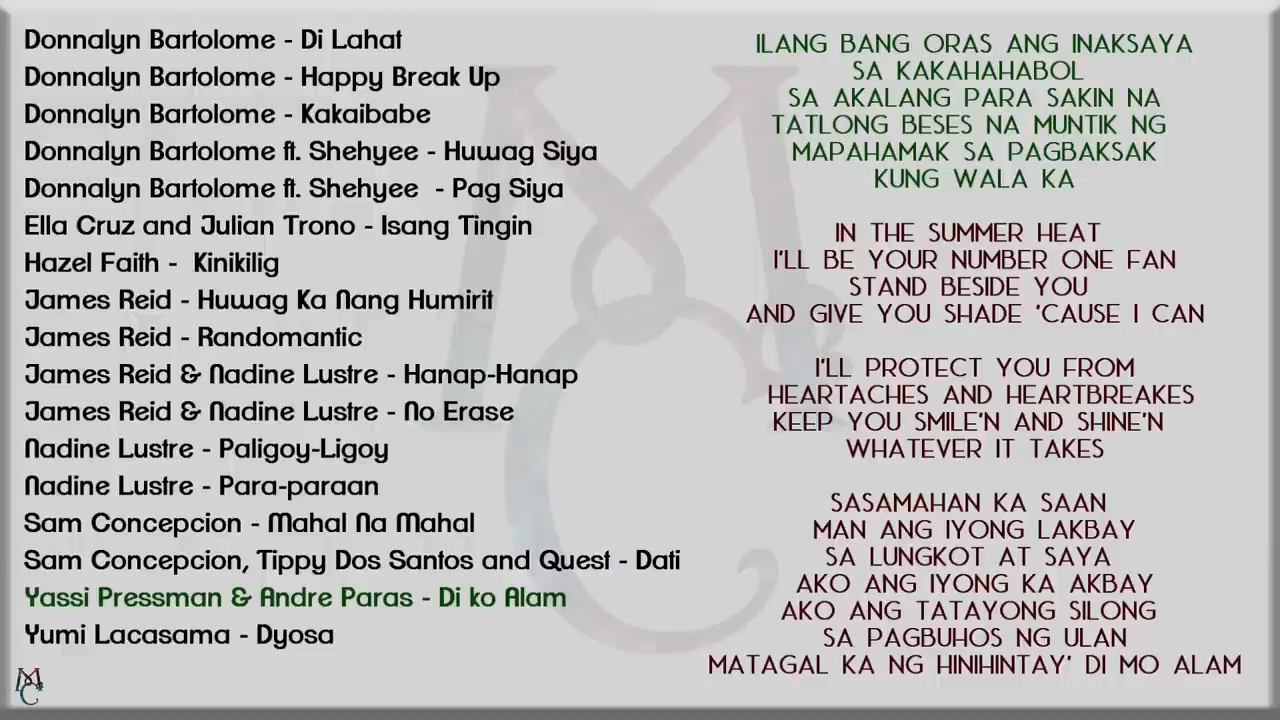 Donnalyn Bartolome - Di Lahat
Donnalyn Bartolome - Happy Break Up
Donnalyn Bartolome - Kakaibabe
Donnalyn Bartolome ft. Shehyee - Huwag Siya
Donnalyn Bartolome ft. Shehyee  - Pag Siya
Ella Cruz and Julian Trono - Isang Tingin
Hazel Faith -  Kinikilig
James Reid - Huwag Ka Nang Humirit
James Reid - Randomantic
James Reid & Nadine Lustre - Hanap-Hanap
James Reid & Nadine Lustre - No Erase
Nadine Lustre - Paligoy-Ligoy
Nadine Lustre - Para-paraan
Sam Concepcion - Mahal Na Mahal
Sam Concepcion, Tippy Dos Santos and Quest - Dati
Yassi Pressman & Andre Paras - Di ko Alam
Yumi Lacasama - Dyosa
MC
ILANG BANG ORAS ANG INAKSAYA
SA KAKAHAHABOL
SA AKALANG PARA SAKIN NA
TATLONG BESES NA MUNTIK NG
MAPAHAMAK SA PAGBAKSAK
KUNG WALA KA
IN THE SUMMER HEAT
I'LL BE YOUR NUMBER ONE FAN
STAND BESIDE YOU
AND GIVE YOU SHADE 'CAUSE I CAN
I'LL PROTECT YOU FROM
HEARTACHES AND HEARTBREAKES
KEEP YOU SMILE'N AND SHINE'N
WHATEVER IT TAKES
SASAMAHAN KA SAAN
MAN ANG IYONG LAKBAY
SA LUNGKOT AT SAYA
AKO ANG IYONG KA AKBAY
AKO ANG TATAYONG SILONG
SA PAGBUHOS NG ULAN
MATAGAL KA NG HINIHINTAY' DI MO ALAM